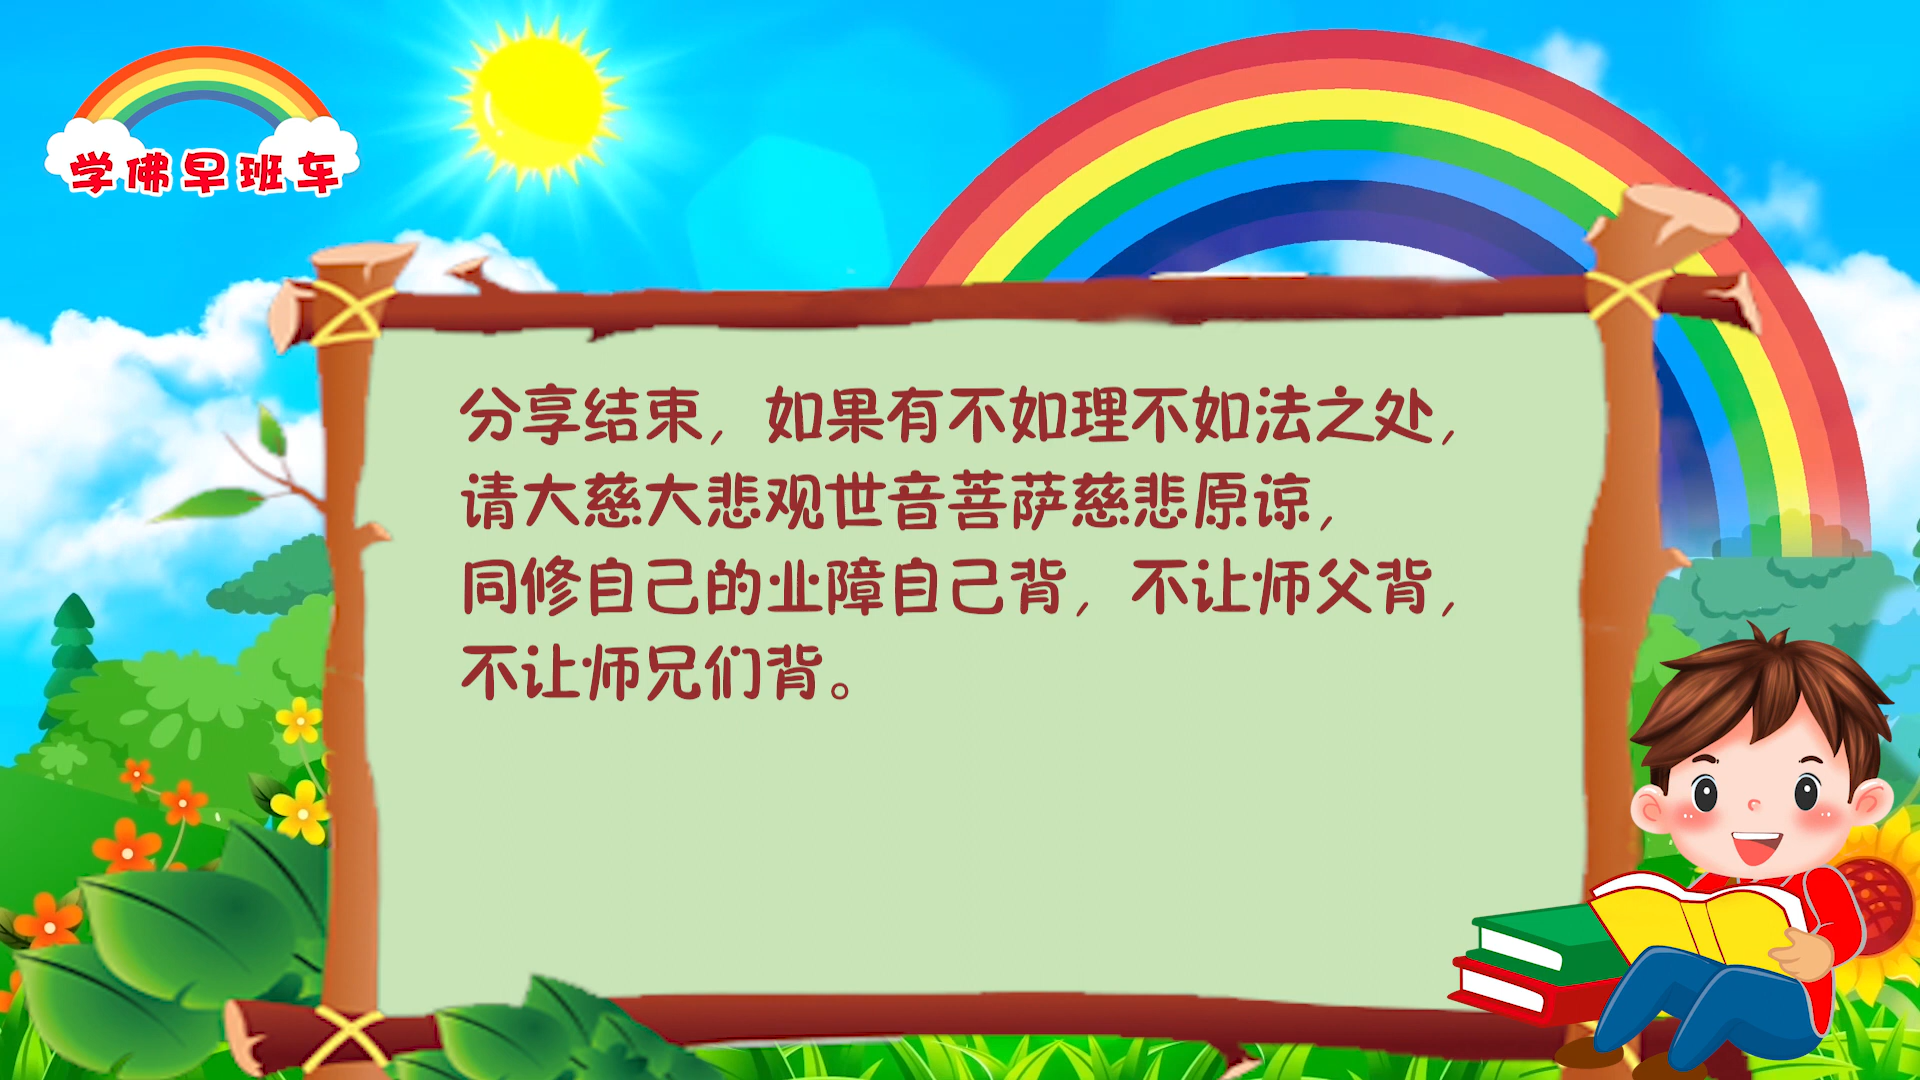 学佛早班车
分享结束，如果有不如理不如法之处，
请大慈大悲观世音菩萨慈悲原谅，
同修自己的业障自己背，不让师父背，
不让师兄们背。